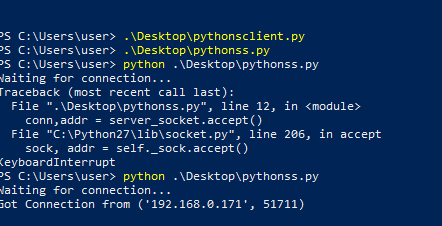 PS C:\Users\user> .\Desktop\pythonsclient.py
PS C:\Users\user> .\Desktop\pythonss.py
PS C:\Users\user> python .\Desktop\pythonss.py
Waiting for connection...
Traceback (most recent call last):
  File ".\Desktop\pythonss.py", line 12, in <module>
    conn,addr = server_socket.accept()
  File "C:\Python27\lib\socket.py", line 206, in accept
    sock, addr = self._sock.accept()
KeyboardInterrupt
PS C:\Users\user> python .\Desktop\pythonss.py
Waiting for connection...
Got Connection from ('192.168.0.171', 51711)